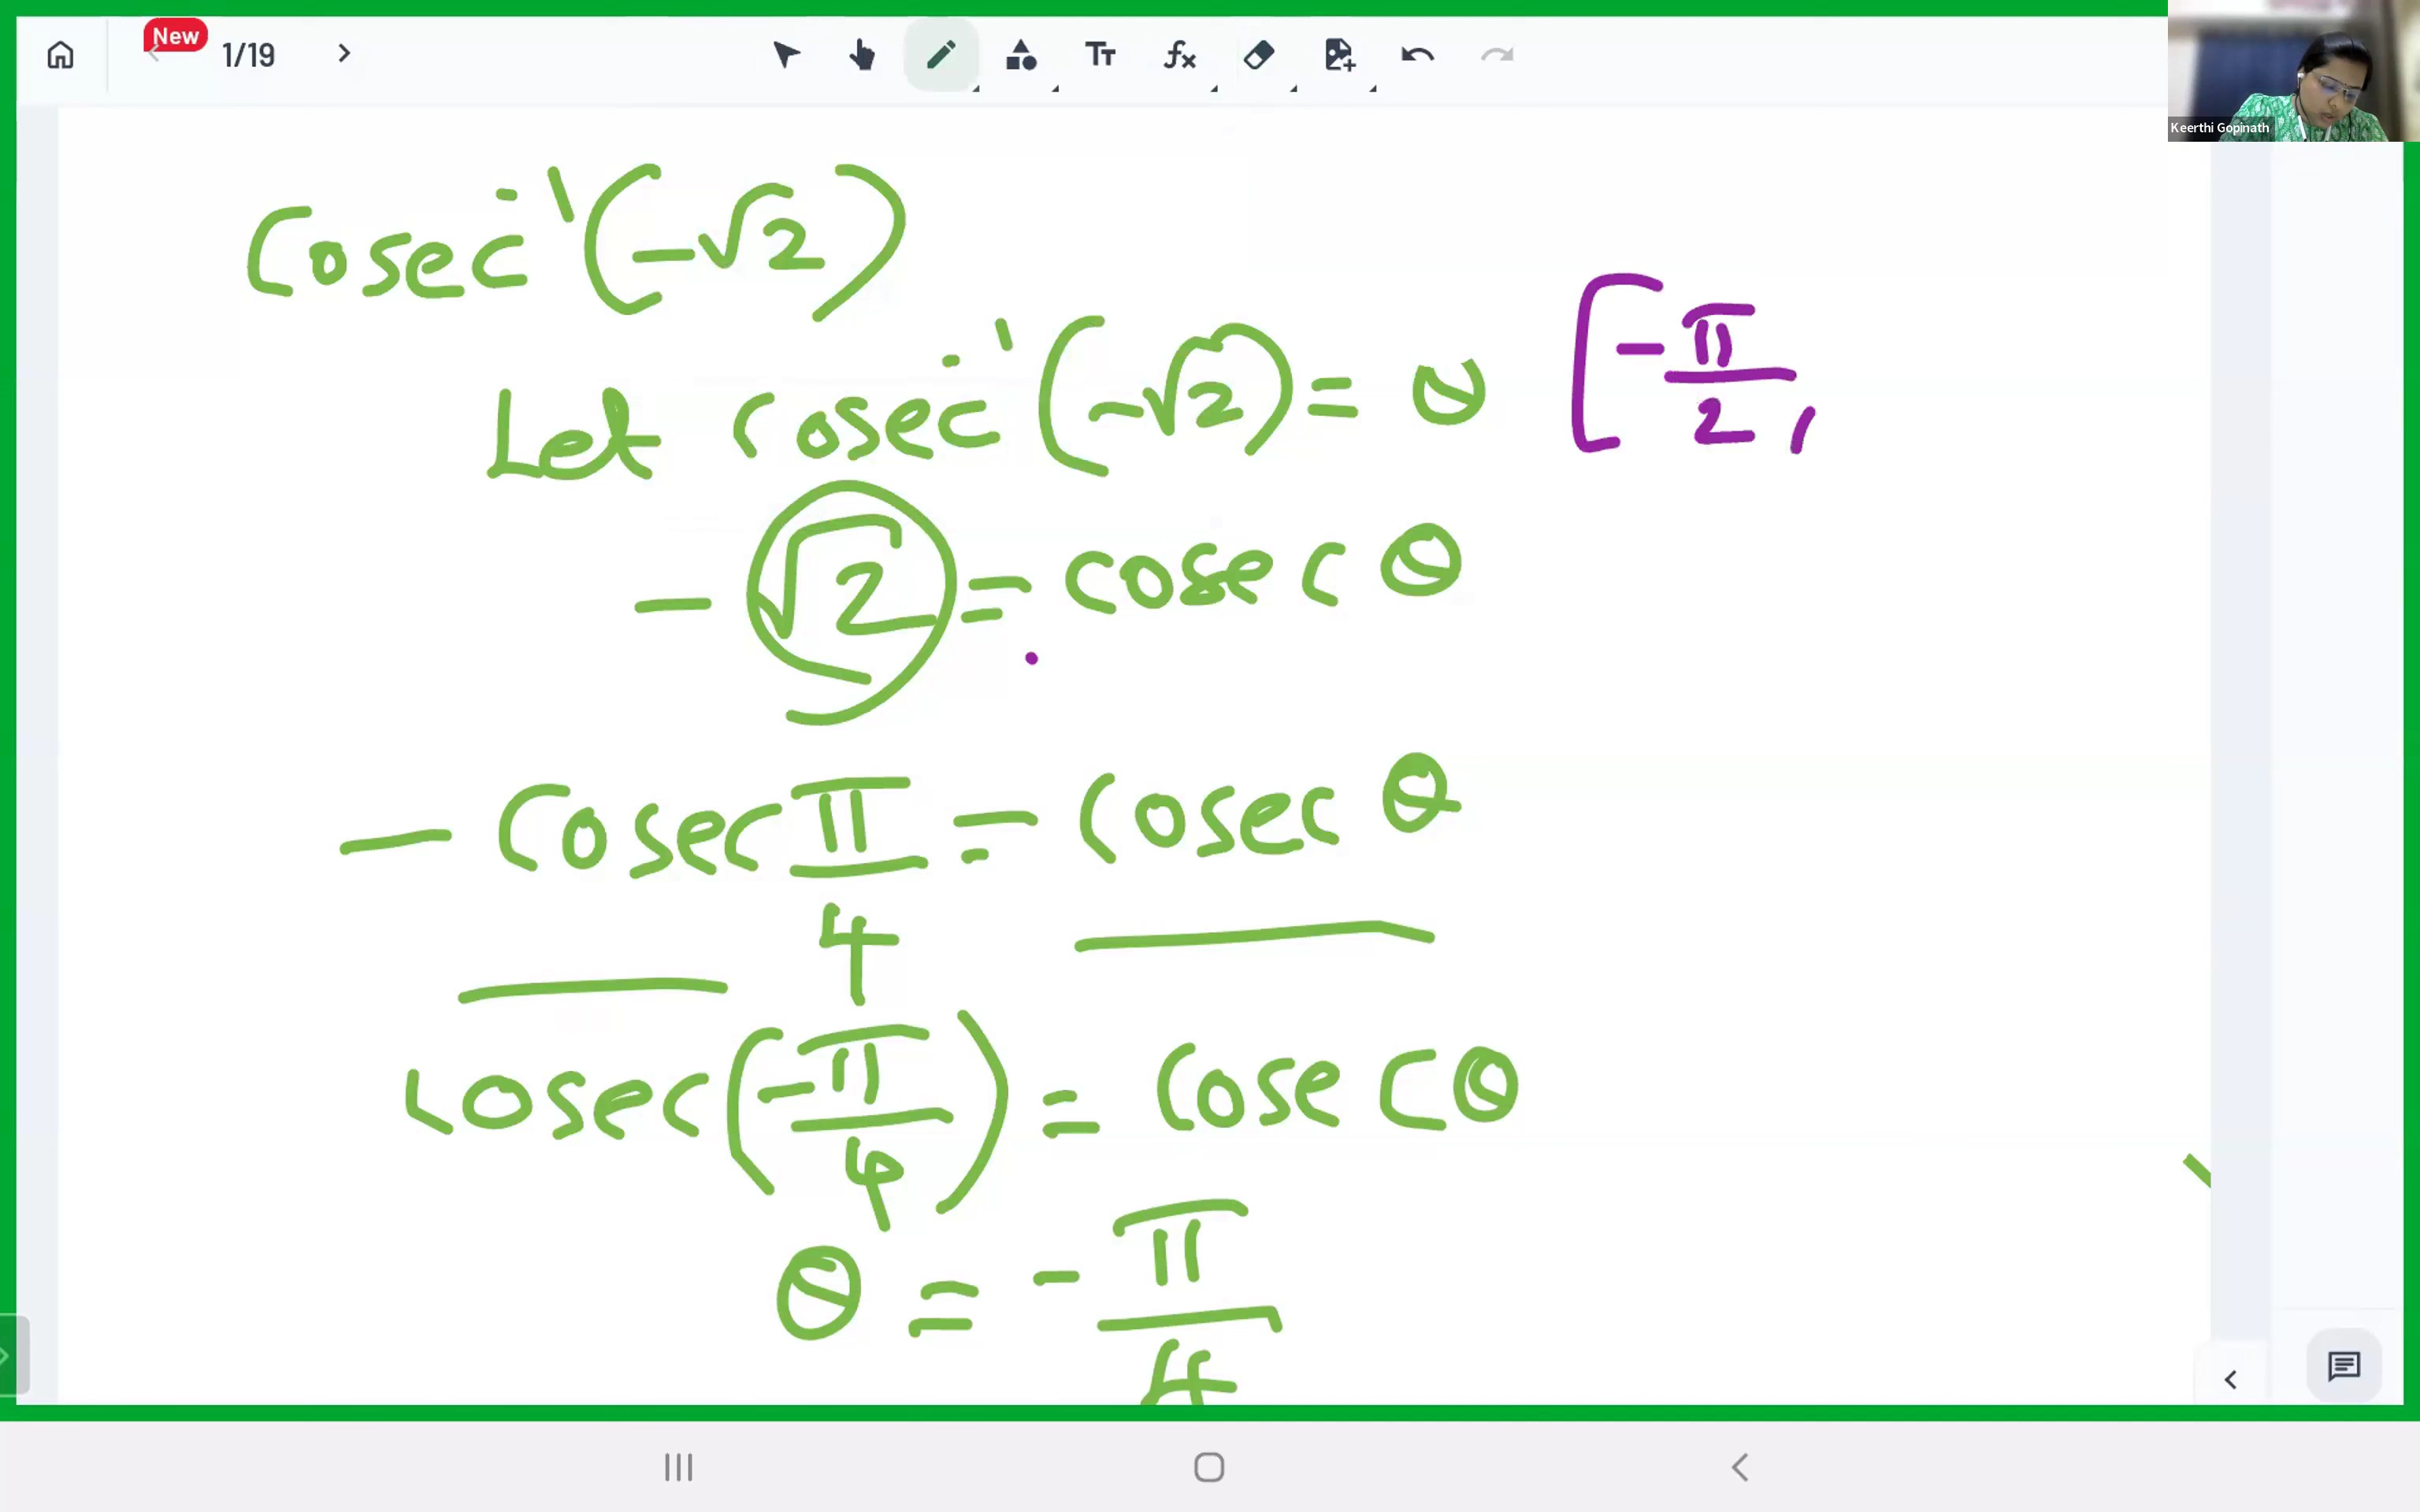 New
1/19
Keerthi Gopinath
Cosec⁻¹(-√2)
Let cosec⁻¹(-√2) = θ [-π/2,
-√2 = cosec θ
- Cosec π/4 = Cosec θ
Cosec(-π/4) = Cosec θ
θ = -π/4